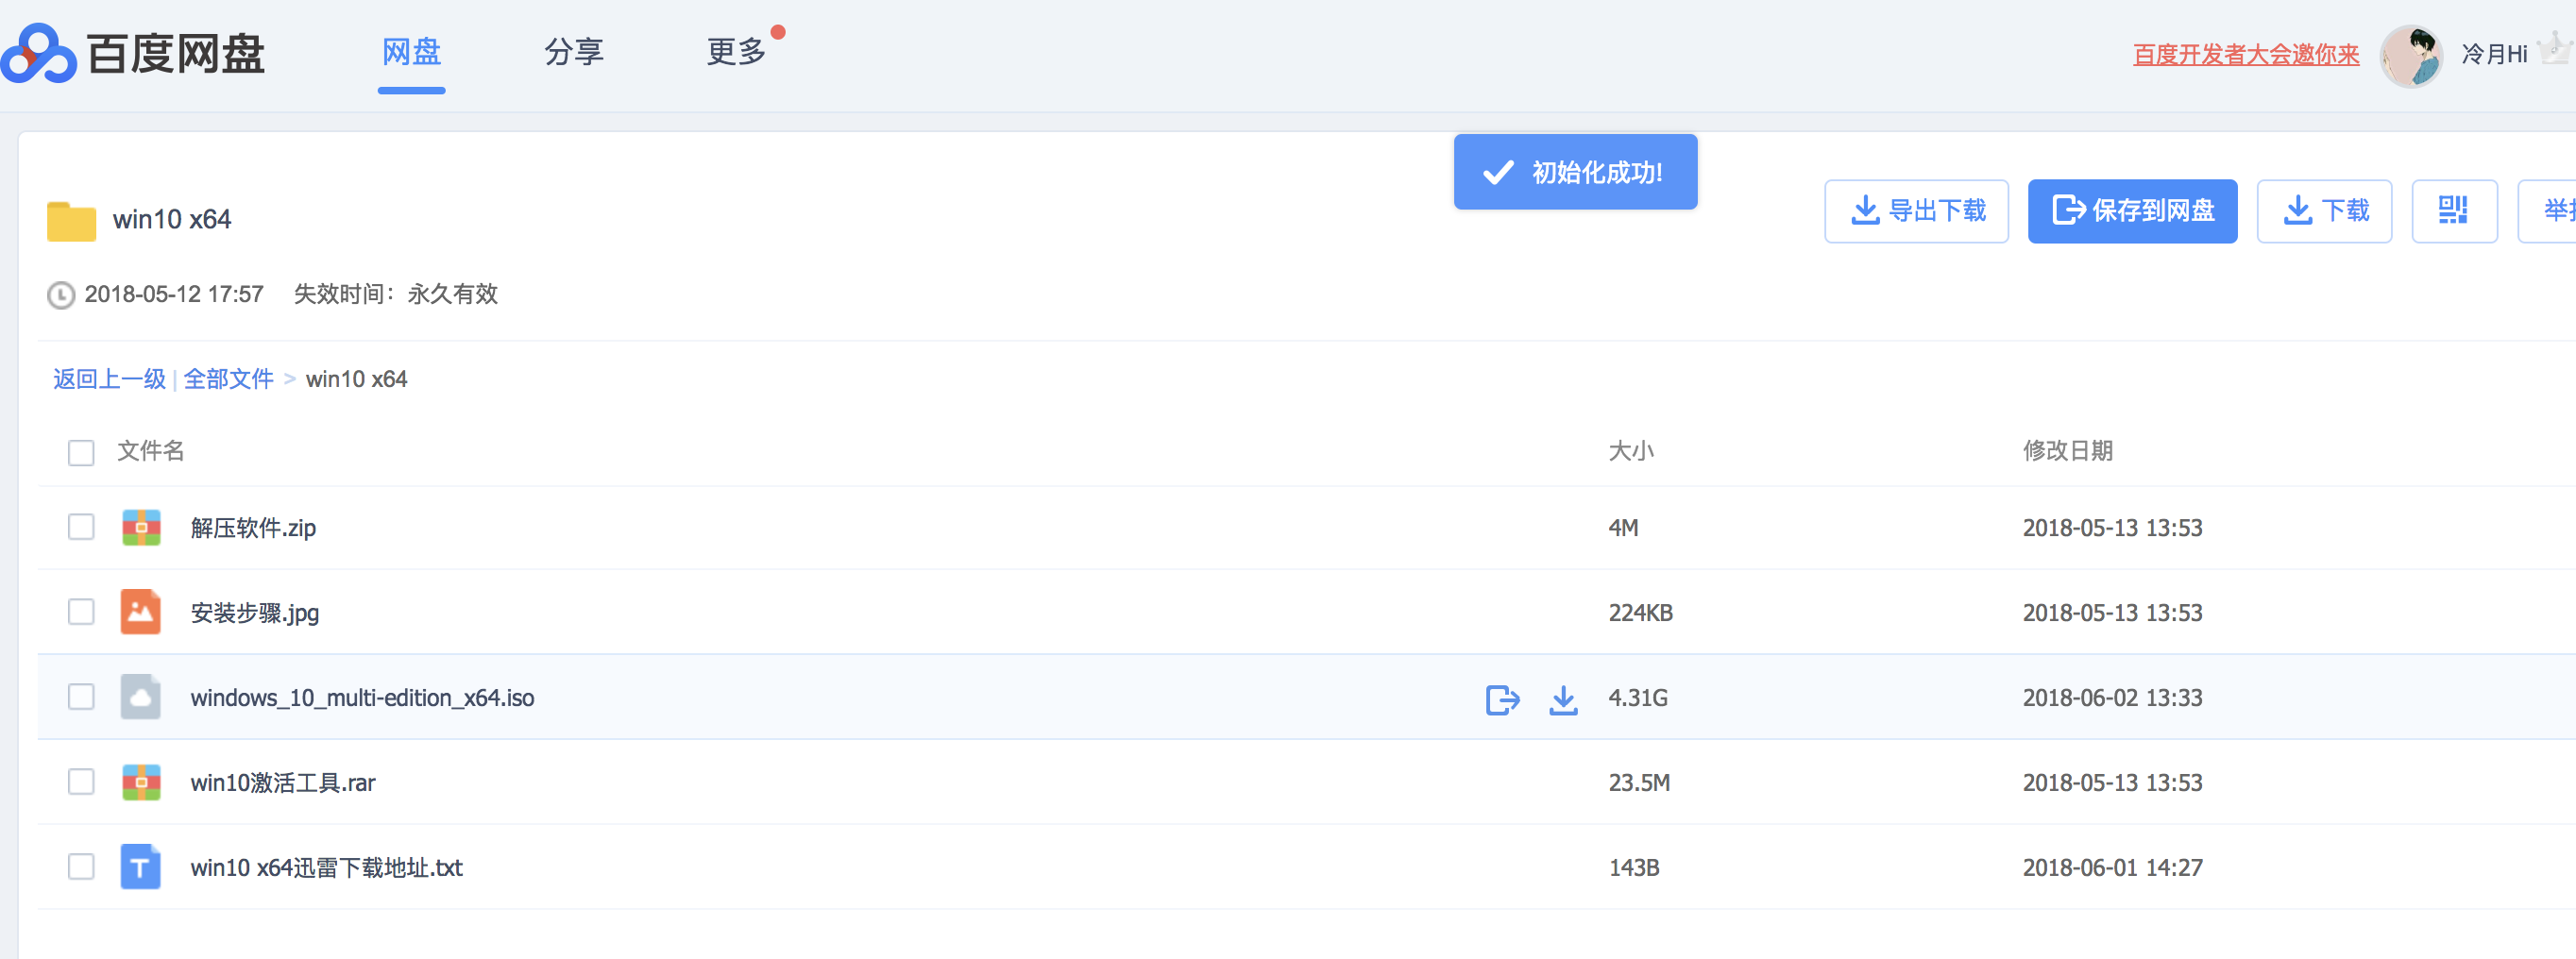 百度网盘
网盘 分享 更多
百度开发者大会邀你来 冷月Hi
初始化成功!
win10 x64
导出下载 保存到网盘 下载
2018-05-12 17:57 失效时间：永久有效
返回上一级 | 全部文件 > win10 x64
文件名 大小 修改日期
解压软件.zip 4M 2018-05-13 13:53
安装步骤.jpg 224KB 2018-05-13 13:53
windows_10_multi-edition_x64.iso 4.31G 2018-06-02 13:33
win10激活工具.rar 23.5M 2018-05-13 13:53
win10 x64迅雷下载地址.txt 143B 2018-06-01 14:27